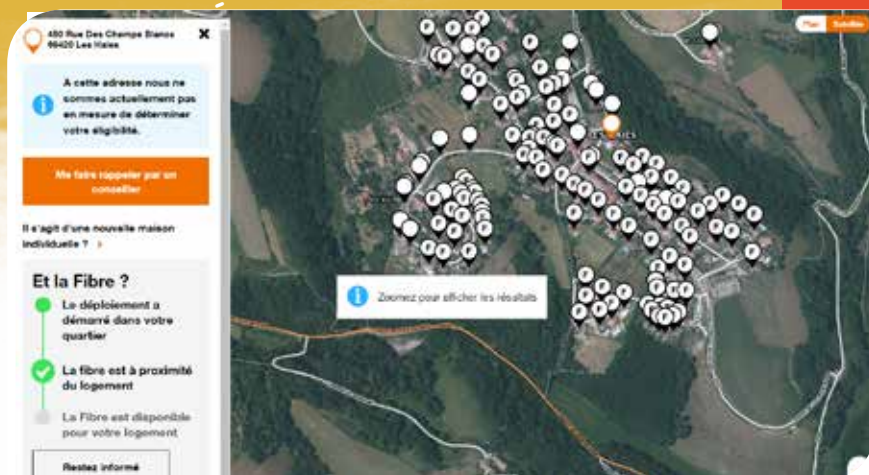 450 Rue Des Champs Blancs
69420 Les Haies
A cette adresse nous ne
sommes actuellement pas
en mesure de déterminer
votre éligibilité.
Me faire rappeler par un
conseiller
Il s'agit d'une nouvelle maison
individuelle ?
Et la Fibre ?
Le déploiement a
démarré dans votre
quartier
La fibre est à proximité
du logement
La Fibre est disponible
pour votre logement
Restez informé
Plan Satellite
Zoomez pour afficher les résultats